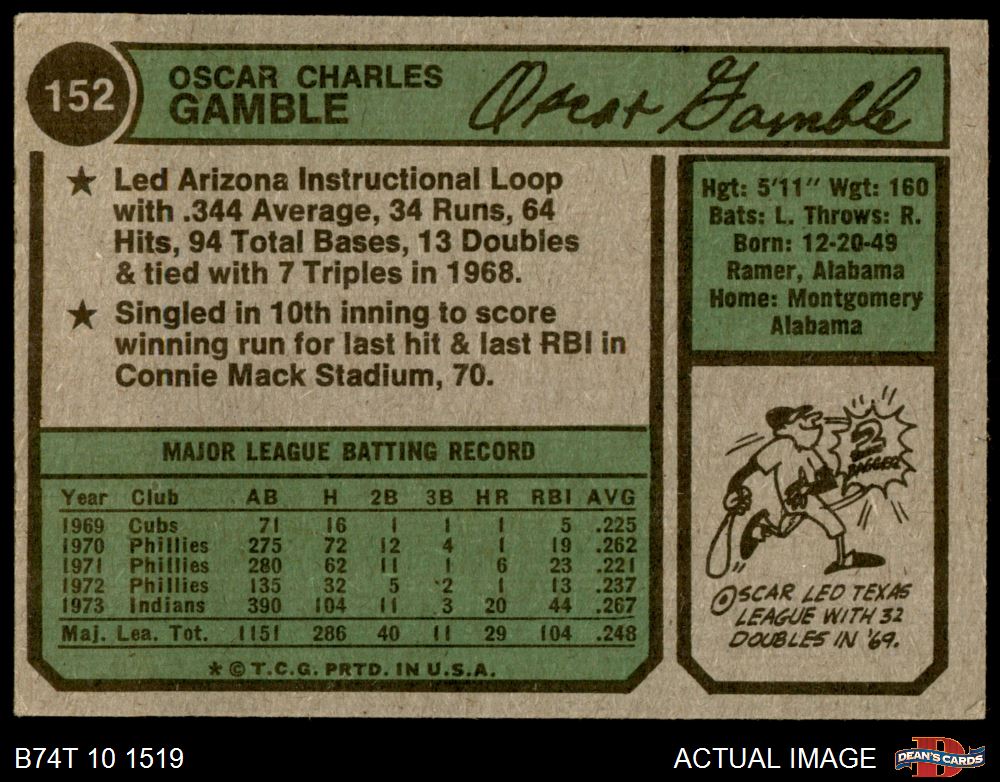 152
OSCAR CHARLES
GAMBLE
Oscar Gamble
★ Led Arizona Instructional Loop
with .344 Average, 34 Runs, 64
Hits, 94 Total Bases, 13 Doubles
& tied with 7 Triples in 1968.
★ Singled in 10th inning to score
winning run for last hit & last RBI in
Connie Mack Stadium, 70.
Hgt: 5'11" Wgt: 160
Bats: L. Throws: R.
Born: 12-20-49
Ramer, Alabama
Home: Montgomery
Alabama
MAJOR LEAGUE BATTING RECORD
Year Club AB H 2B 3B HR RBI AVG
1969 Cubs 71 16 1 1 1 5 .225
1970 Phillies 275 72 12 4 1 19 .262
1971 Phillies 280 62 11 1 6 23 .221
1972 Phillies 135 32 5 2 1 13 .237
1973 Indians 390 104 11 3 20 44 .267
Maj. Lea. Tot. 1151 286 40 11 29 104 .248
* © T.C.G. PRTD. IN U.S.A.
2
BAGGER
OSCAR LED TEXAS
LEAGUE WITH 32
DOUBLES IN '69.
B74T 10 1519
ACTUAL IMAGE
D
DEAN'S CARDS